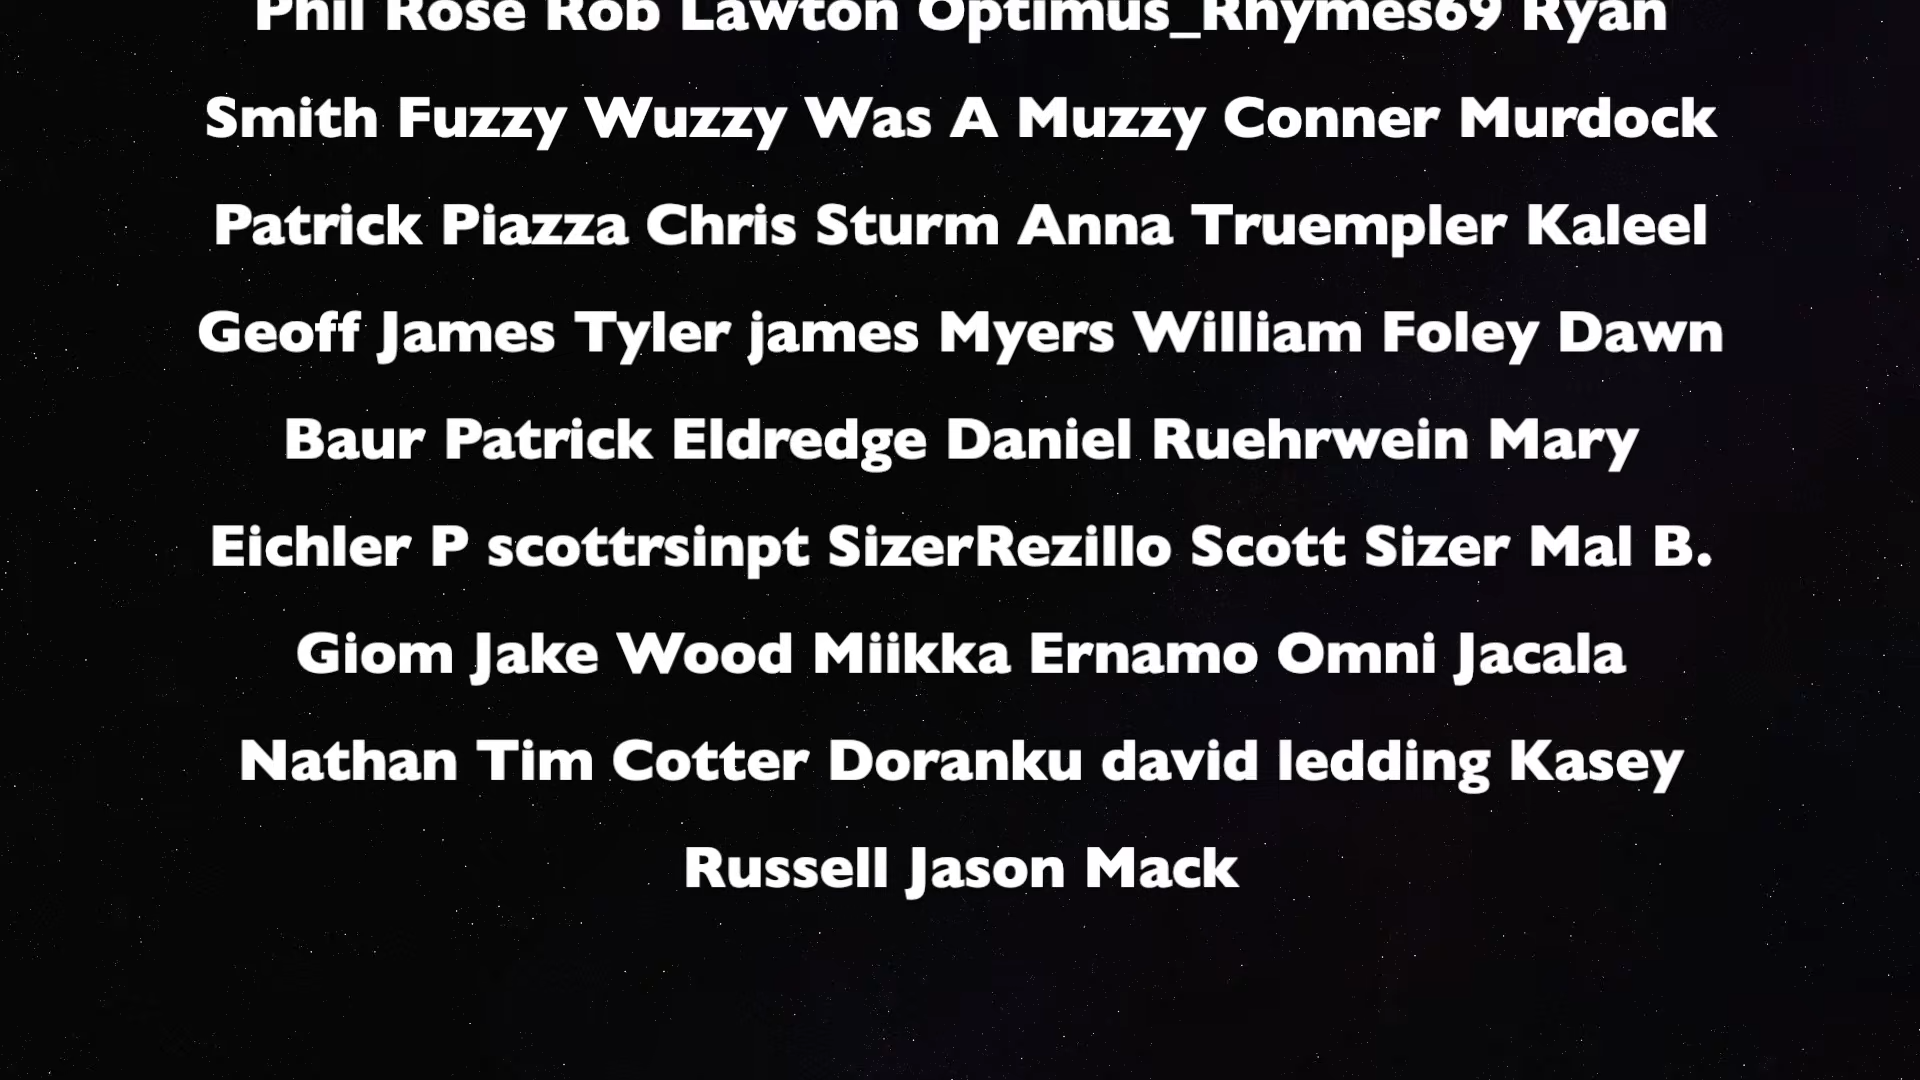 Phil Rose Rob Lawton Optimus_Rhymes69 Ryan
Smith Fuzzy Wuzzy Was A Muzzy Conner Murdock
Patrick Piazza Chris Sturm Anna Truempler Kaleel
Geoff James Tyler james Myers William Foley Dawn
Baur Patrick Eldredge Daniel Ruehrwein Mary
Eichler P scottrsinpt SizerRezillo Scott Sizer Mal B.
Giom Jake Wood Miikka Ernamo Omni Jacala
Nathan Tim Cotter Doranku david ledding Kasey
Russell Jason Mack